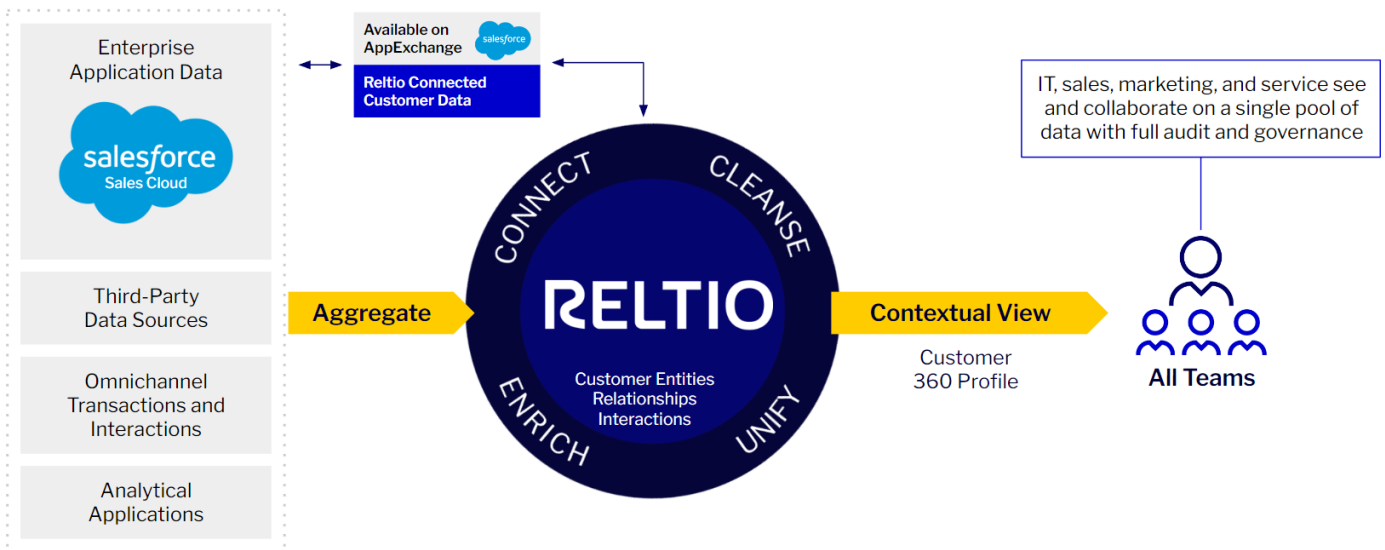 Enterprise
Application Data
salesforce
Sales Cloud
Third-Party
Data Sources
Omnichannel
Transactions and
Interactions
Analytical
Applications
Available on
AppExchange
salesforce
Reltio Connected
Customer Data
Aggregate
CONNECT
CLEANSE
RELTIO
Customer Entities
Relationships
Interactions
ENRICH
UNIFY
Contextual View
Customer
360 Profile
IT, sales, marketing, and service see
and collaborate on a single pool of
data with full audit and governance
All Teams